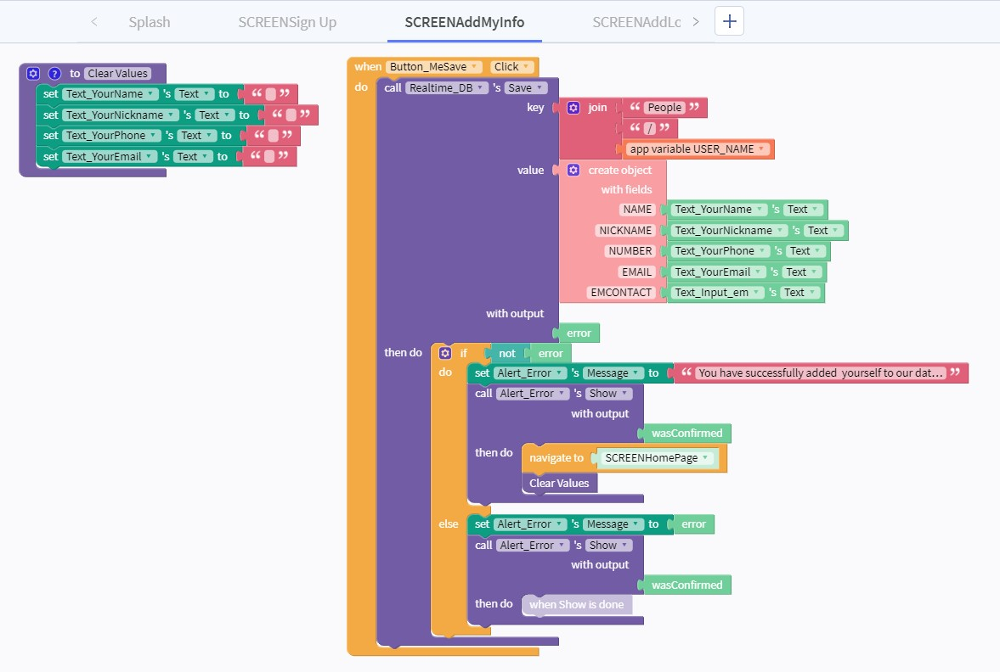 Splash SCREENSign Up SCREENAddMyInfo SCREENAddLo
? to Clear Values
set Text_YourName 's Text to “ ”
set Text_YourNickname 's Text to “ ”
set Text_YourPhone 's Text to “ ”
set Text_YourEmail 's Text to “ ”
when Button_MeSave Click
do call Realtime_DB 's Save
key join “ People ”
“ / ”
app variable USER_NAME
value create object
with fields
NAME Text_YourName 's Text
NICKNAME Text_YourNickname 's Text
NUMBER Text_YourPhone 's Text
EMAIL Text_YourEmail 's Text
EMCONTACT Text_Input_em 's Text
with output
error
then do if not error
do set Alert_Error 's Message to “ You have successfully added yourself to our dat... ”
call Alert_Error 's Show
with output
wasConfirmed
then do navigate to SCREENHomePage
Clear Values
else set Alert_Error 's Message to error
call Alert_Error 's Show
with output
wasConfirmed
then do when Show is done